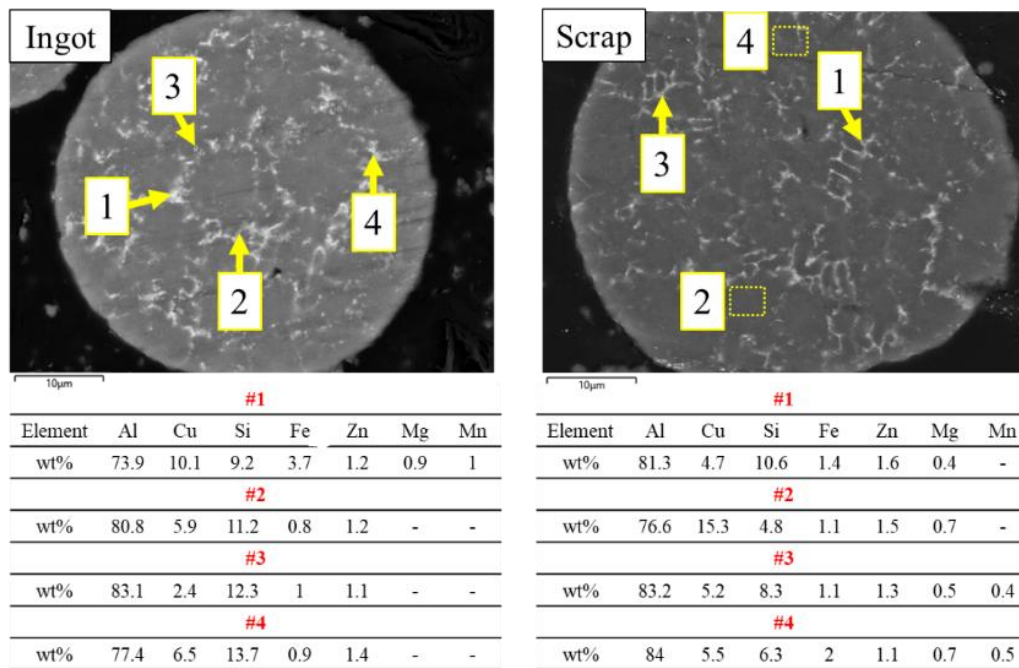 Ingot
3
1
4
2
10μm
#1
Element Al Cu Si Fe Zn Mg Mn
wt% 73.9 10.1 9.2 3.7 1.2 0.9 1
#2
wt% 80.8 5.9 11.2 0.8 1.2 - -
#3
wt% 83.1 2.4 12.3 1 1.1 - -
#4
wt% 77.4 6.5 13.7 0.9 1.4 - -
Scrap
4
1
3
2
10μm
#1
Element Al Cu Si Fe Zn Mg Mn
wt% 81.3 4.7 10.6 1.4 1.6 0.4 -
#2
wt% 76.6 15.3 4.8 1.1 1.5 0.7 -
#3
wt% 83.2 5.2 8.3 1.1 1.3 0.5 0.4
#4
wt% 84 5.5 6.3 2 1.1 0.7 0.5